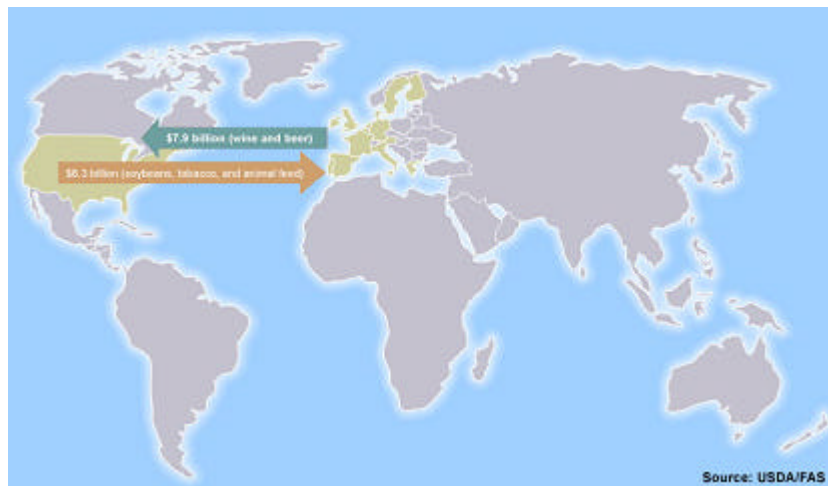 $7.9 billion (wine and beer)
$6.3 billion (soybeans, tobacco, and animal feed)
Source: USDA/FAS